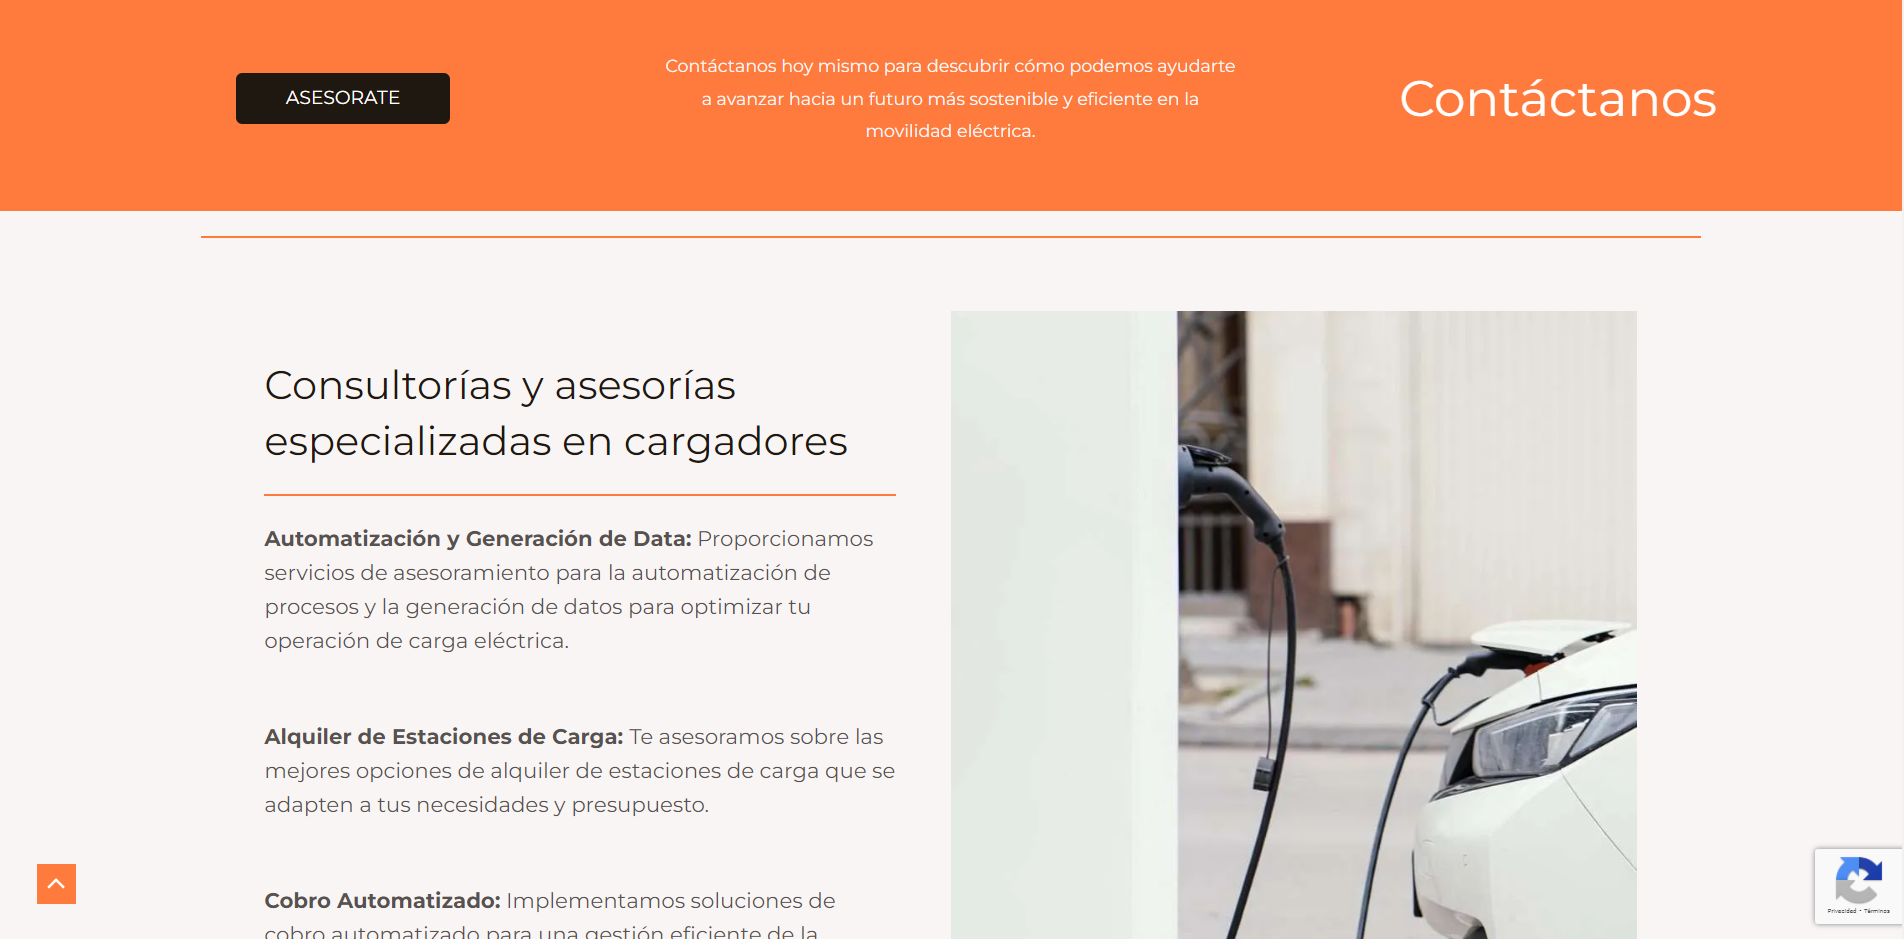 ASESORATE
Contáctanos hoy mismo para descubrir cómo podemos ayudarte
a avanzar hacia un futuro más sostenible y eficiente en la
movilidad eléctrica.
Contáctanos
Consultorías y asesorías
especializadas en cargadores
Automatización y Generación de Data: Proporcionamos
servicios de asesoramiento para la automatización de
procesos y la generación de datos para optimizar tu
operación de carga eléctrica.
Alquiler de Estaciones de Carga: Te asesoramos sobre las
mejores opciones de alquiler de estaciones de carga que se
adapten a tus necesidades y presupuesto.
Cobro Automatizado: Implementamos soluciones de
cobro automatizado para una gestión eficiente de la
Privacidad - Términos